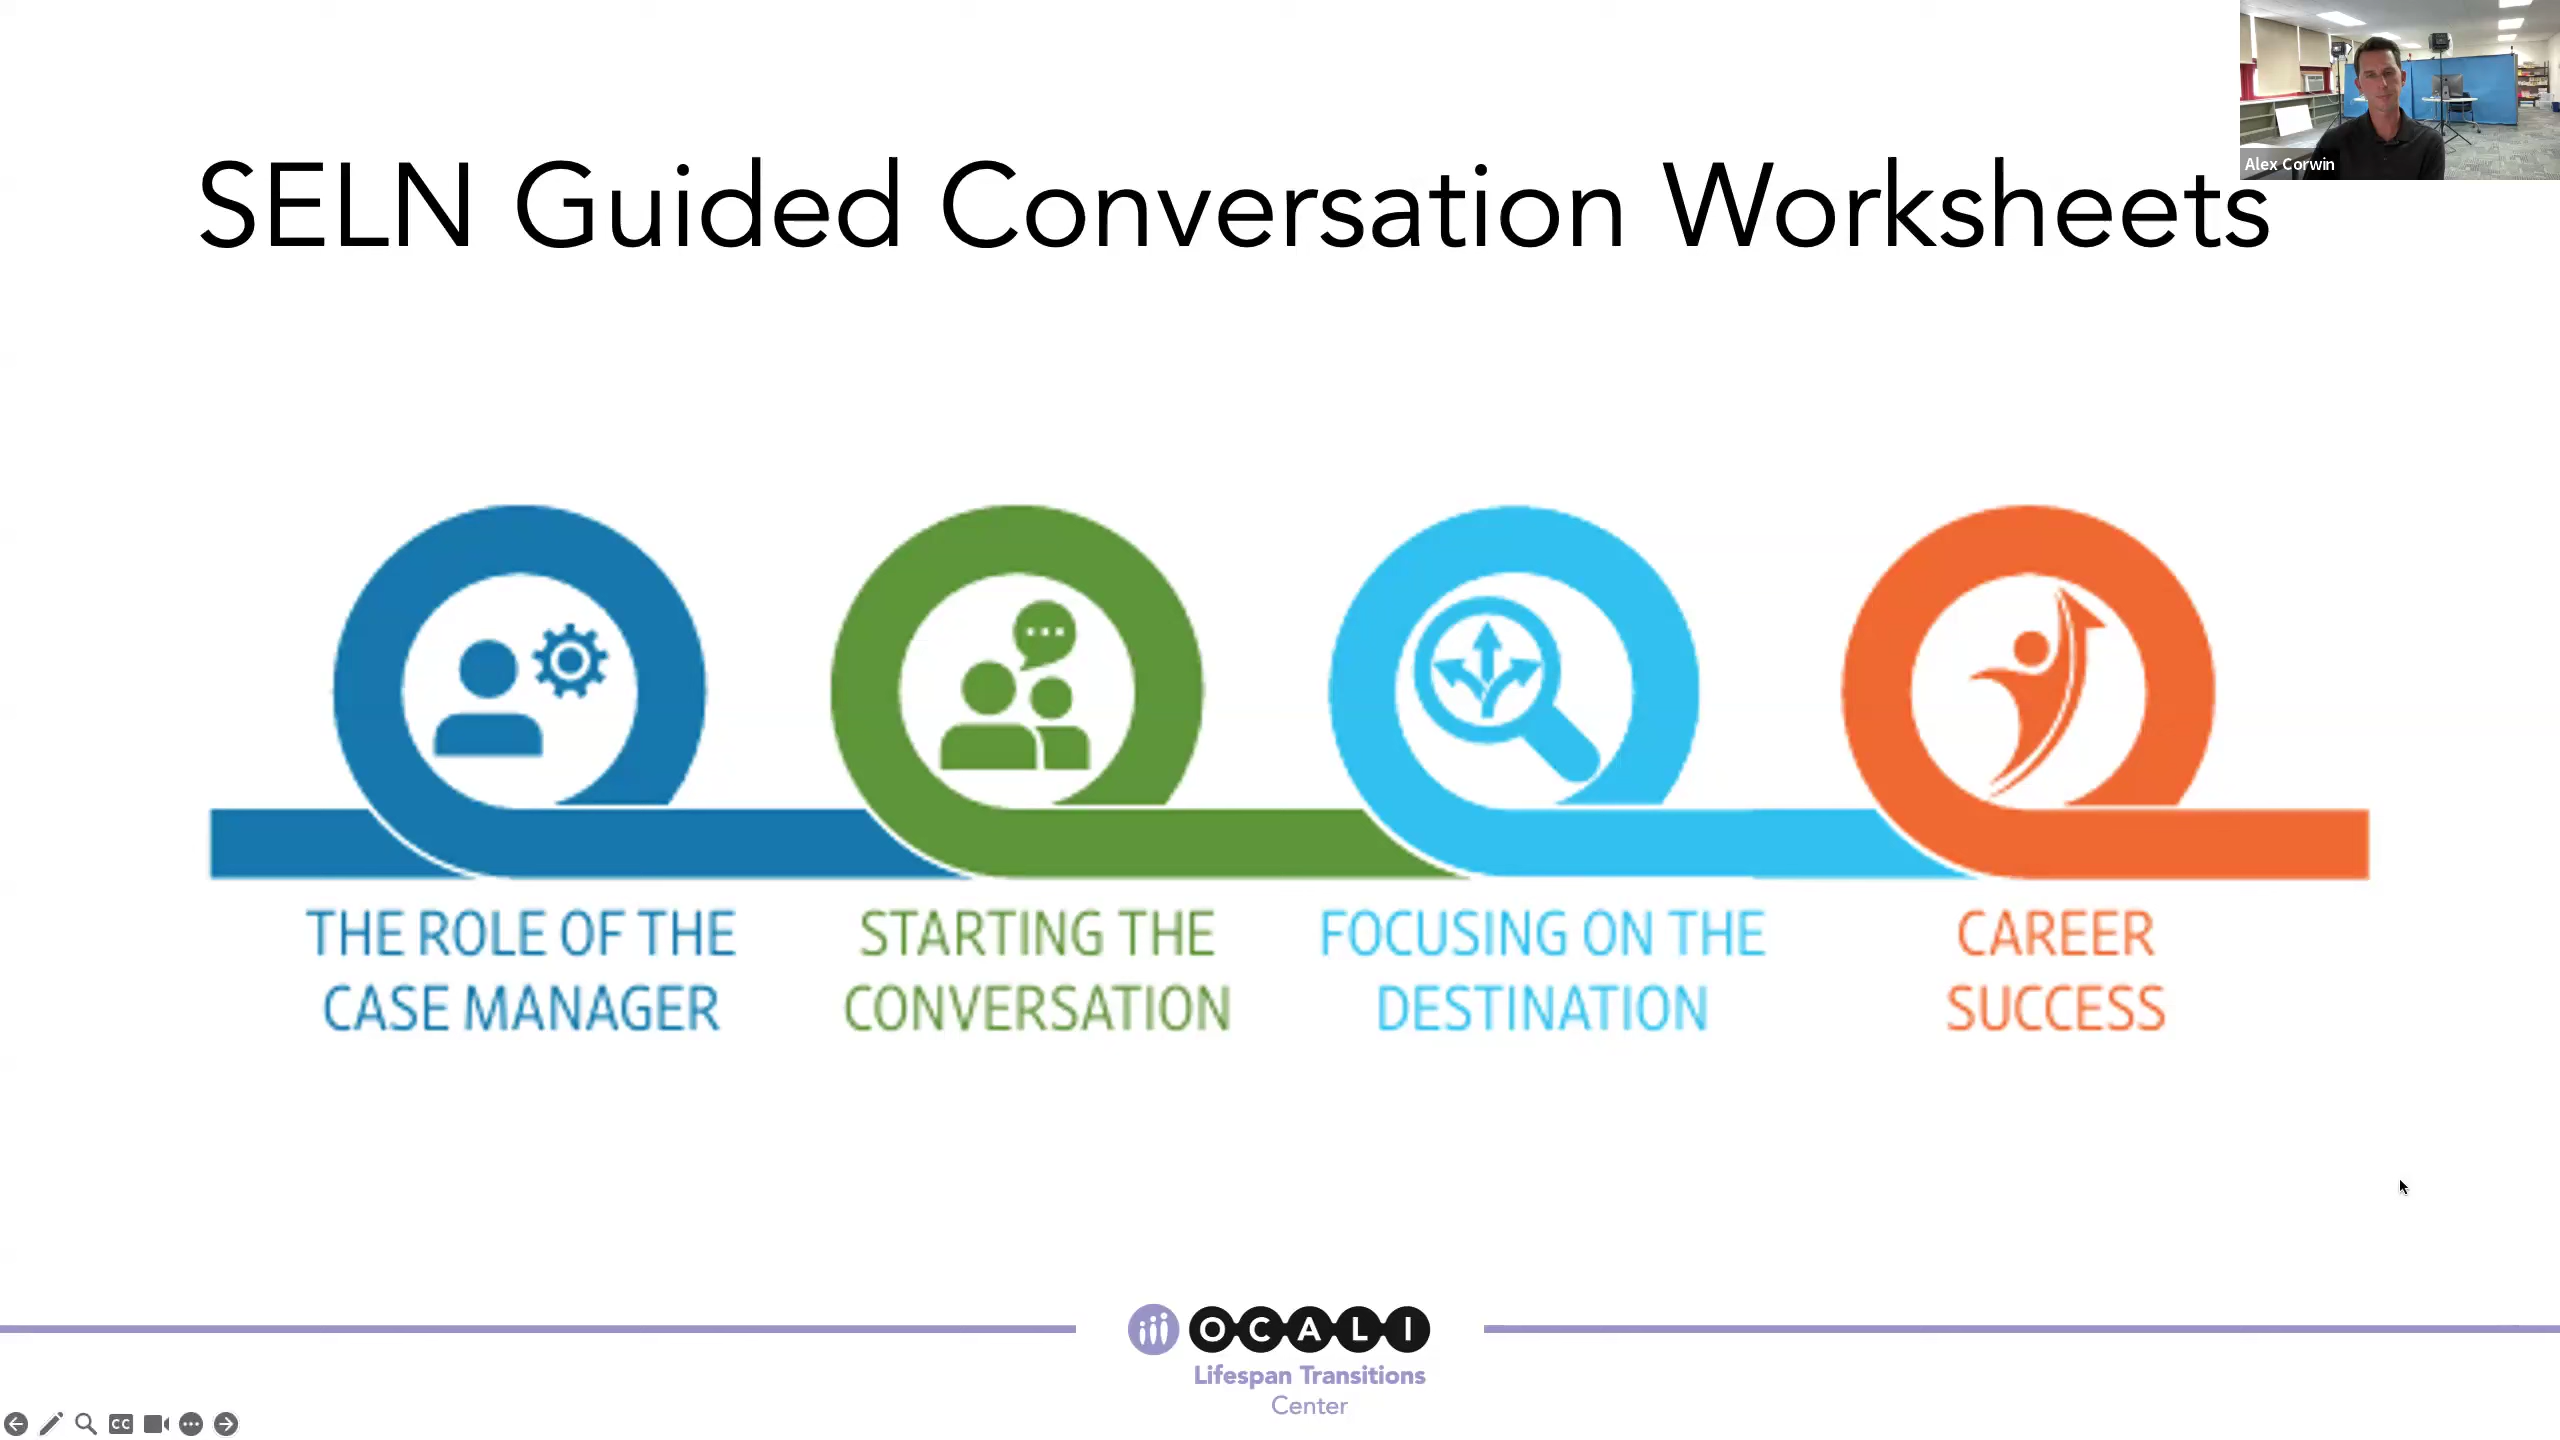 Alex Corwin
SELN Guided Conversation Worksheets
THE ROLE OF THE
CASE MANAGER
STARTING THE
CONVERSATION
FOCUSING ON THE
DESTINATION
CAREER
SUCCESS
OCALI
Lifespan Transitions
Center
CC